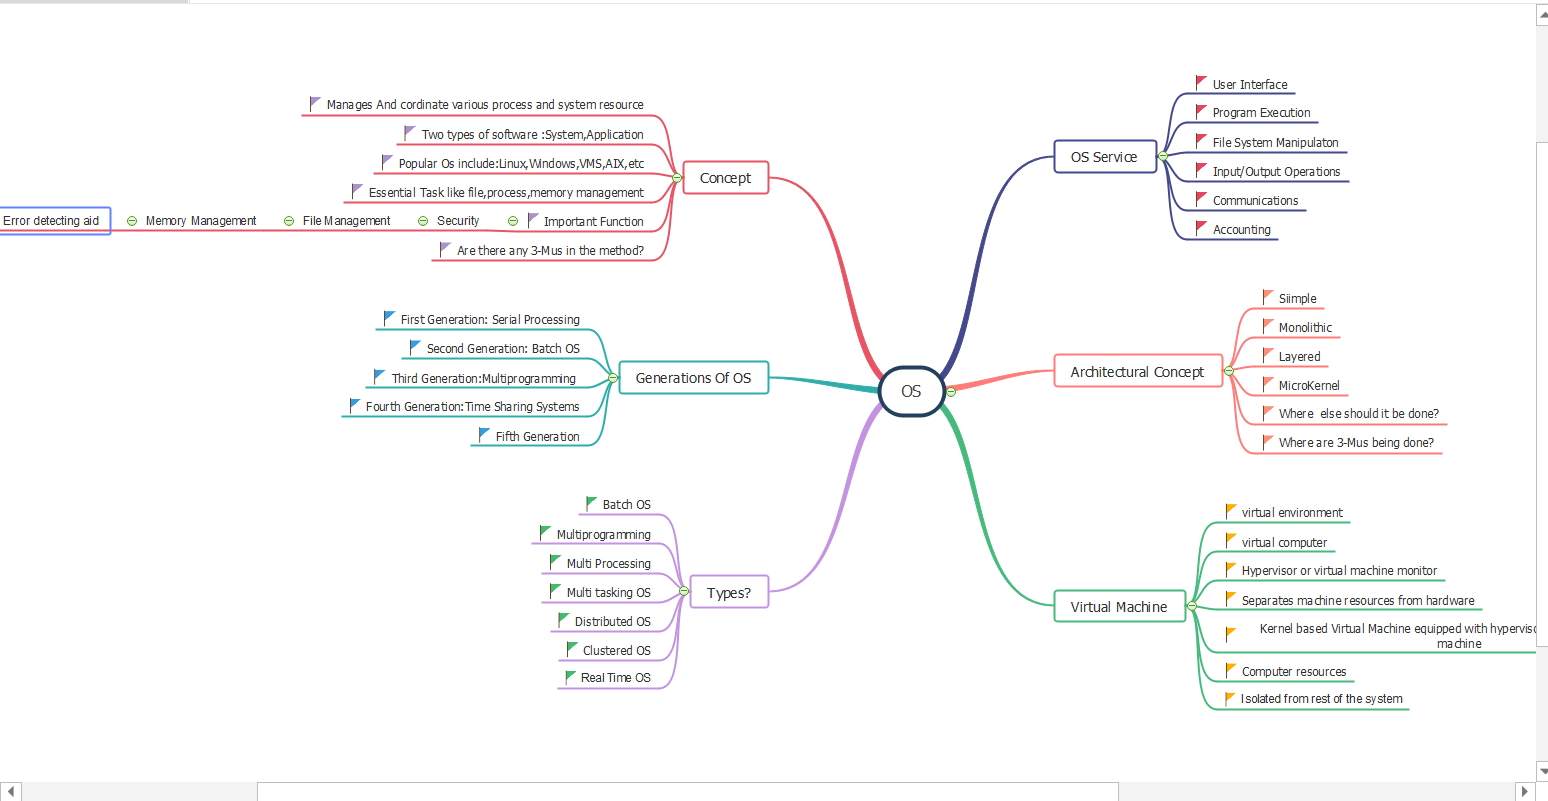 OS
Concept
Manages And cordinate various process and system resource
Two types of software :System,Application
Popular Os include:Linux,Windows,VMS,AIX,etc
Essential Task like file,process,memory management
Important Function
Security
File Management
Memory Management
Error detecting aid
Are there any 3-Mus in the method?
Generations Of OS
First Generation: Serial Processing
Second Generation: Batch OS
Third Generation:Multiprogramming
Fourth Generation:Time Sharing Systems
Fifth Generation
Types?
Batch OS
Multiprogramming
Multi Processing
Multi tasking OS
Distributed OS
Clustered OS
Real Time OS
OS Service
User Interface
Program Execution
File System Manipulaton
Input/Output Operations
Communications
Accounting
Architectural Concept
Siimple
Monolithic
Layered
MicroKernel
Where  else should it be done?
Where are 3-Mus being done?
Virtual Machine
virtual environment
virtual computer
Hypervisor or virtual machine monitor
Separates machine resources from hardware
Kernel based Virtual Machine equipped with
machine
Computer resources
Isolated from rest of the system